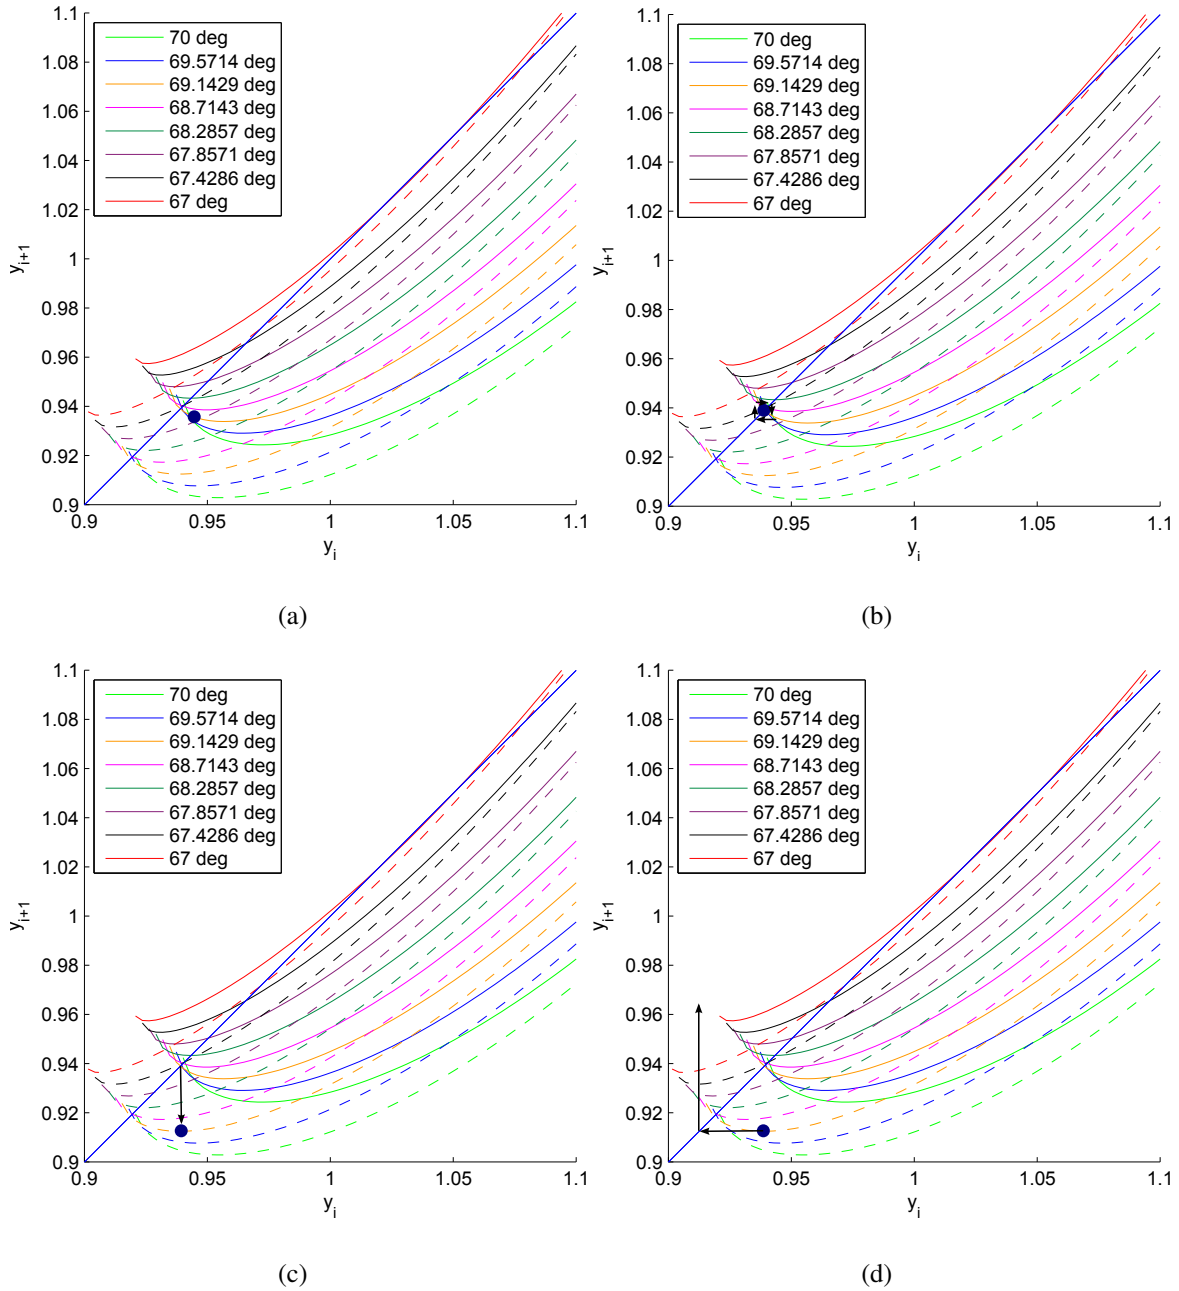 1.1
1.08
1.06
1.04
1.02
1
0.98
0.96
0.94
0.92
0.9
y_{i+1}
70 deg
69.5714 deg
69.1429 deg
68.7143 deg
68.2857 deg
67.8571 deg
67.4286 deg
67 deg
0.9 0.95 1 1.05 1.1
y_i
(a)
1.1
1.08
1.06
1.04
1.02
1
0.98
0.96
0.94
0.92
0.9
y_{i+1}
70 deg
69.5714 deg
69.1429 deg
68.7143 deg
68.2857 deg
67.8571 deg
67.4286 deg
67 deg
0.9 0.95 1 1.05 1.1
y_i
(b)
1.1
1.08
1.06
1.04
1.02
1
0.98
0.96
0.94
0.92
0.9
y_{i+1}
70 deg
69.5714 deg
69.1429 deg
68.7143 deg
68.2857 deg
67.8571 deg
67.4286 deg
67 deg
0.9 0.95 1 1.05 1.1
y_i
(c)
1.1
1.08
1.06
1.04
1.02
1
0.98
0.96
0.94
0.92
0.9
y_{i+1}
70 deg
69.5714 deg
69.1429 deg
68.7143 deg
68.2857 deg
67.8571 deg
67.4286 deg
67 deg
0.9 0.95 1 1.05 1.1
y_i
(d)